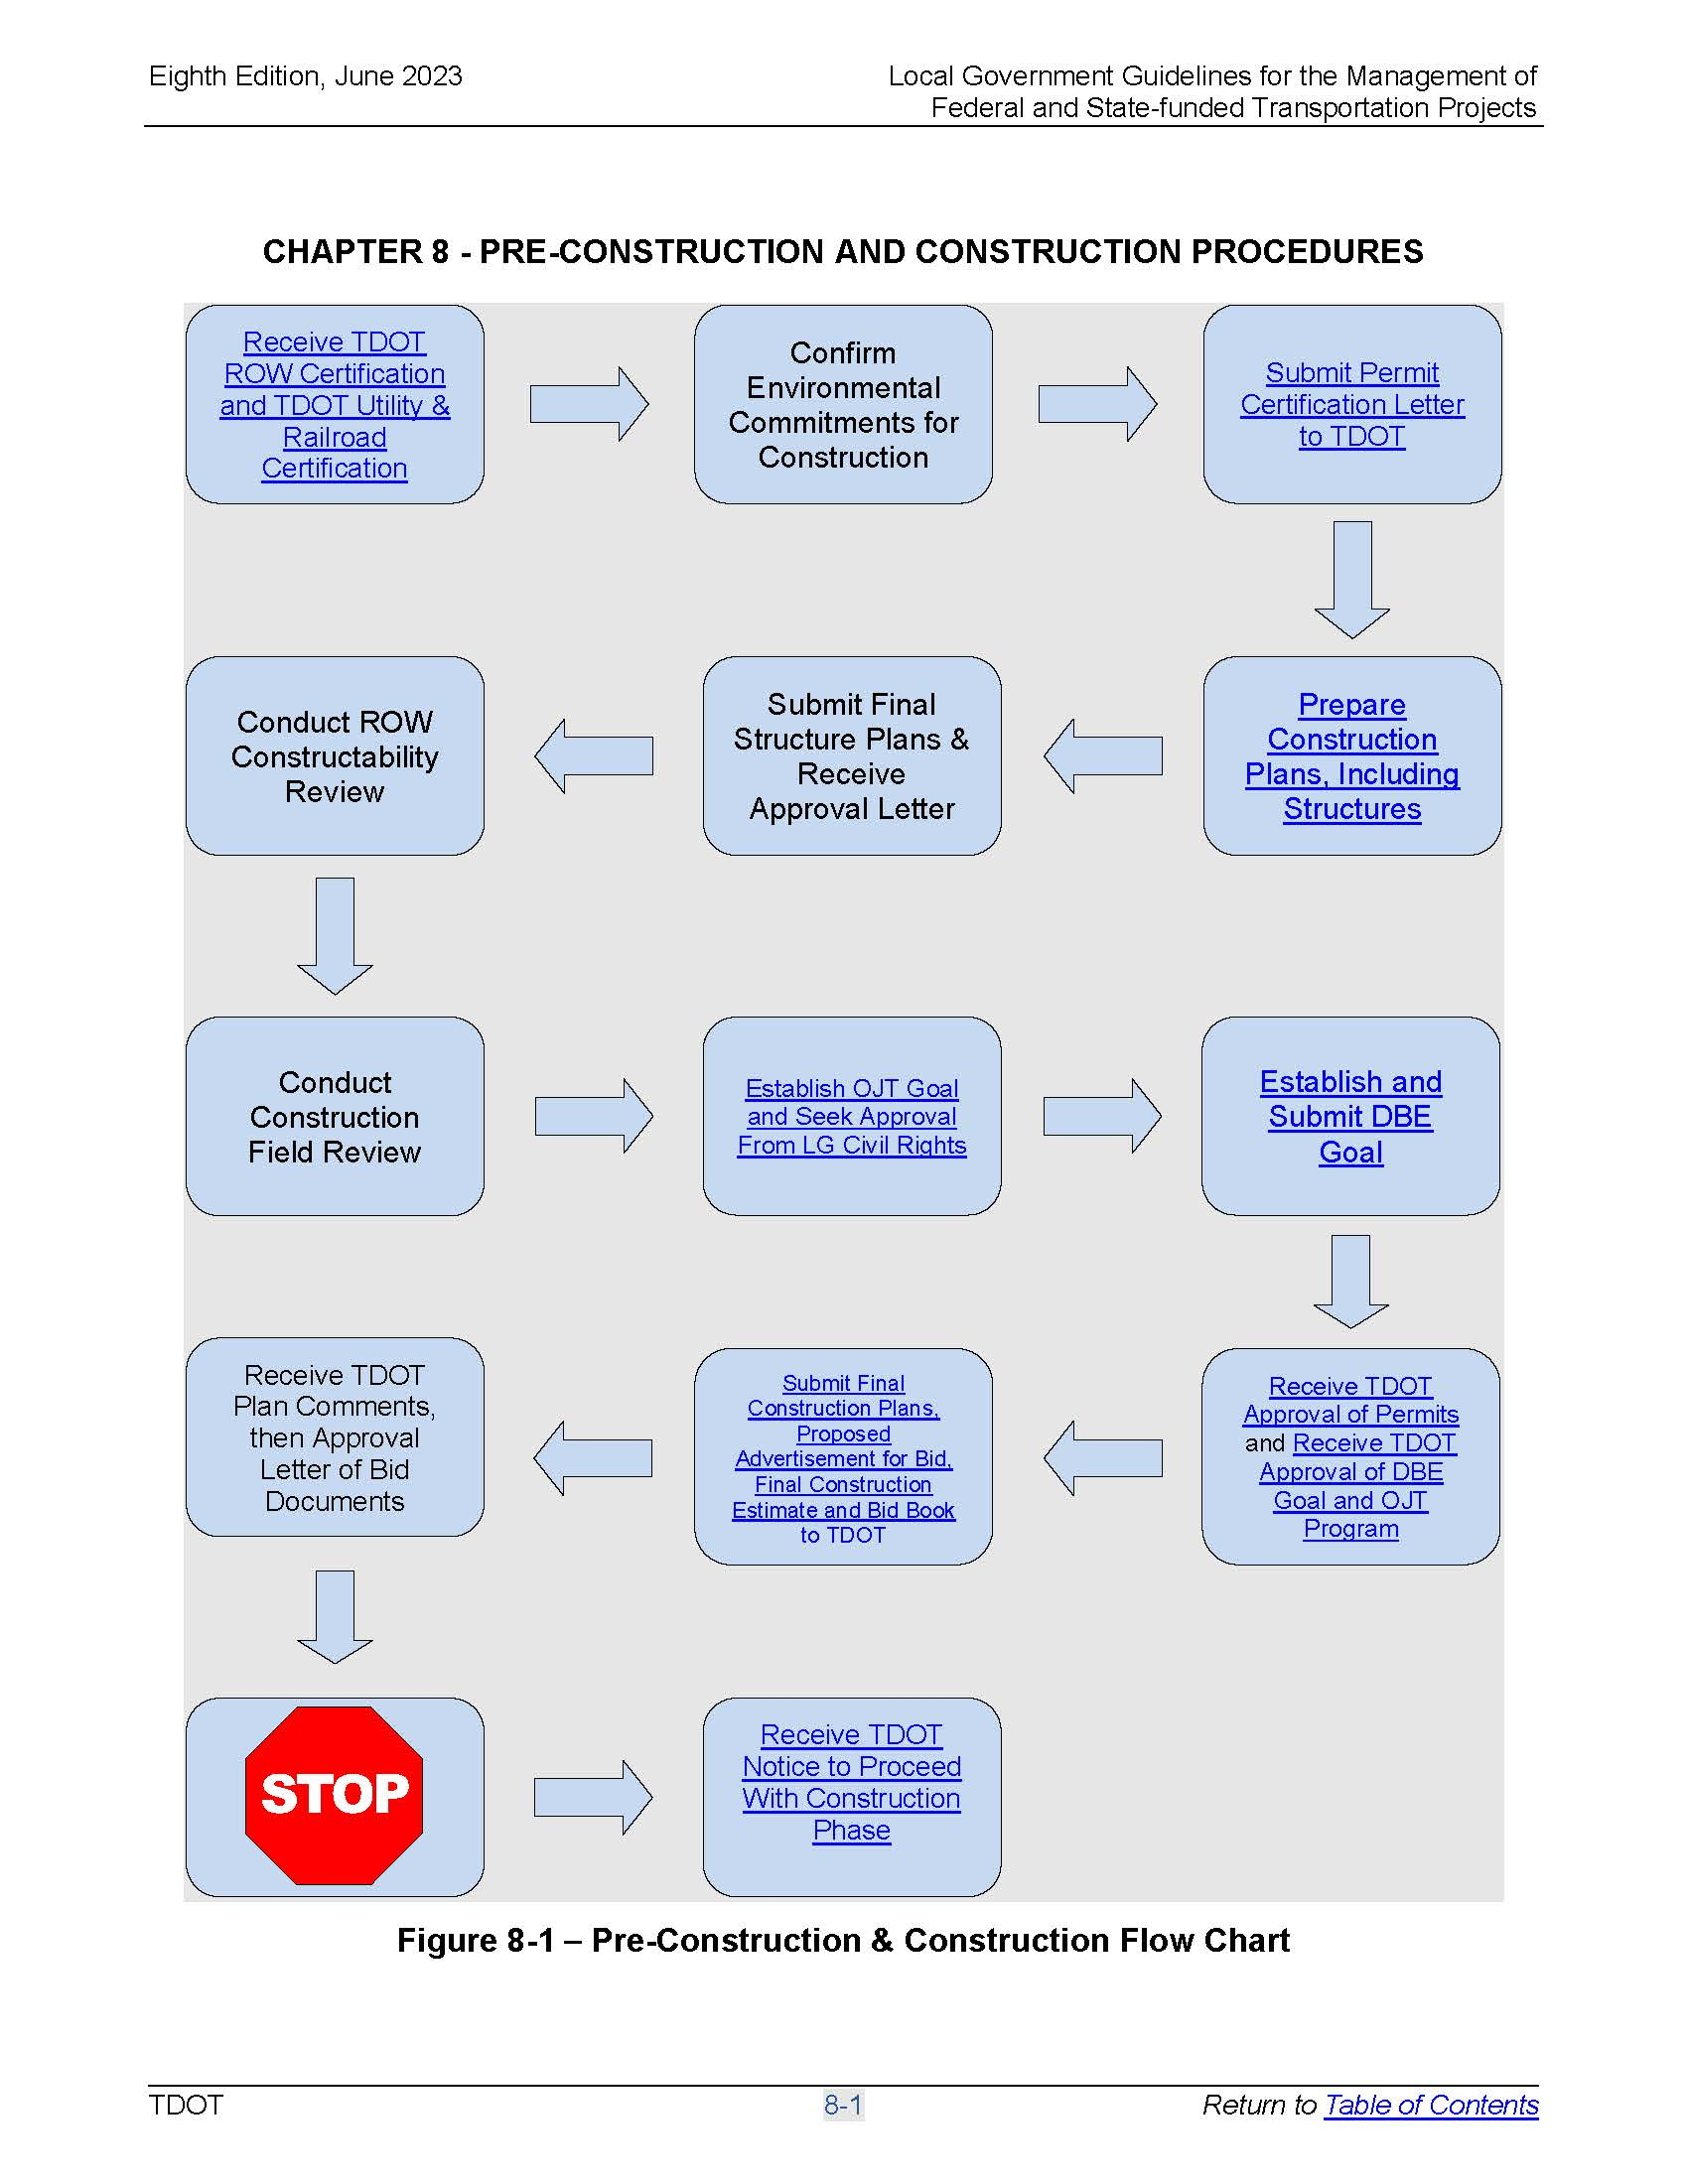 Eighth Edition, June 2023
Local Government Guidelines for the Management of
Federal and State-funded Transportation Projects
CHAPTER 8 - PRE-CONSTRUCTION AND CONSTRUCTION PROCEDURES
Receive TDOT
ROW Certification
and TDOT Utility &
Railroad
Certification
Confirm
Environmental
Commitments for
Construction
Submit Permit
Certification Letter
to TDOT
Prepare
Construction
Plans, Including
Structures
Submit Final
Structure Plans &
Receive
Approval Letter
Conduct ROW
Constructability
Review
Conduct
Construction
Field Review
Establish OJT Goal
and Seek Approval
From LG Civil Rights
Establish and
Submit DBE
Goal
Receive TDOT
Approval of Permits
and Receive TDOT
Approval of DBE
Goal and OJT
Program
Submit Final
Construction Plans,
Proposed
Advertisement for Bid,
Final Construction
Estimate and Bid Book
to TDOT
Receive TDOT
Plan Comments,
then Approval
Letter of Bid
Documents
STOP
Receive TDOT
Notice to Proceed
With Construction
Phase
Figure 8-1 – Pre-Construction & Construction Flow Chart
TDOT
8-1
Return to Table of Contents